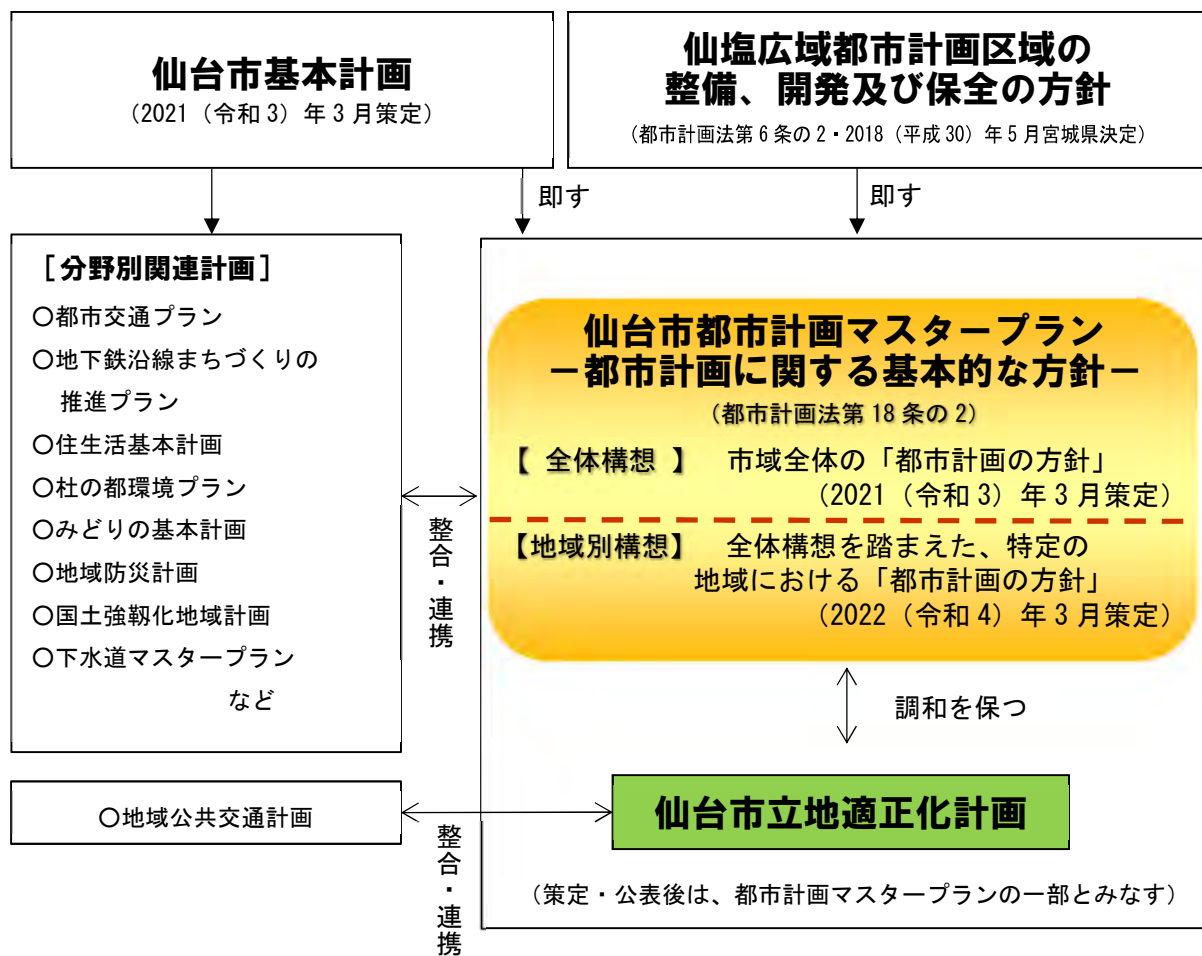 仙台市基本計画
(2021（令和3）年3月策定)
仙塩広域都市計画区域の
整備、開発及び保全の方針
(都市計画法第6条の2・2018（平成30）年5月宮城県決定)
即す
即す
［分野別関連計画］
○都市交通プラン
○地下鉄沿線まちづくりの
推進プラン
○住生活基本計画
○杜の都環境プラン
○みどりの基本計画
○地域防災計画
○国土強靱化地域計画
○下水道マスタープラン
など
整合・連携
仙台市都市計画マスタープラン
－都市計画に関する基本的な方針－
(都市計画法第18条の2)
【 全体構想 】 市域全体の「都市計画の方針」
(2021（令和3）年3月策定)
【地域別構想】 全体構想を踏まえた、特定の
地域における「都市計画の方針」
(2022（令和4）年3月策定)
調和を保つ
○地域公共交通計画
整合・連携
仙台市立地適正化計画
(策定・公表後は、都市計画マスタープランの一部とみなす)